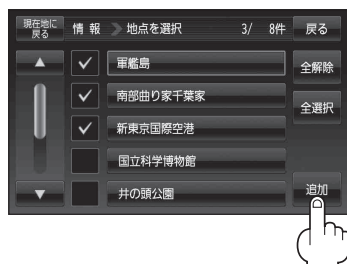 現在地に
戻る
情 報 地点を選択 3/ 8件 戻る
軍艦島 全解除
南部曲り家千葉家 全選択
新東京国際空港
国立科学博物館
井の頭公園 追加